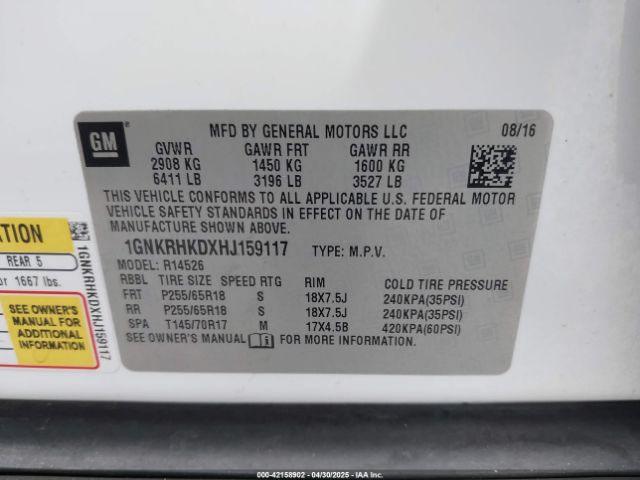 GM
MFD BY GENERAL MOTORS LLC 08/16
GVWR GAWR FRT GAWR RR
2908 KG 1450 KG 1600 KG
6411 LB 3196 LB 3527 LB
THIS VEHICLE CONFORMS TO ALL APPLICABLE U.S. FEDERAL MOTOR
VEHICLE SAFETY STANDARDS IN EFFECT ON THE DATE OF
MANUFACTURE SHOWN ABOVE.
1GNKRHKDXHJ159117 TYPE: M.P.V.
MODEL: R14526
RBBL TIRE SIZE SPEED RTG RIM COLD TIRE PRESSURE
FRT P255/65R18 S 18X7.5J 240KPA(35PSI)
RR P255/65R18 S 18X7.5J 240KPA(35PSI)
SPA T145/70R17 M 17X4.5B 420KPA(60PSI)
SEE OWNER'S MANUAL FOR MORE INFORMATION.
REAR 5
r 1667 lbs.
SEE OWNER'S
MANUAL FOR
ADDITIONAL
INFORMATION
1GNKRHKDXHJ159117
000-42158902 - 04/30/2025 - IAAI.COM